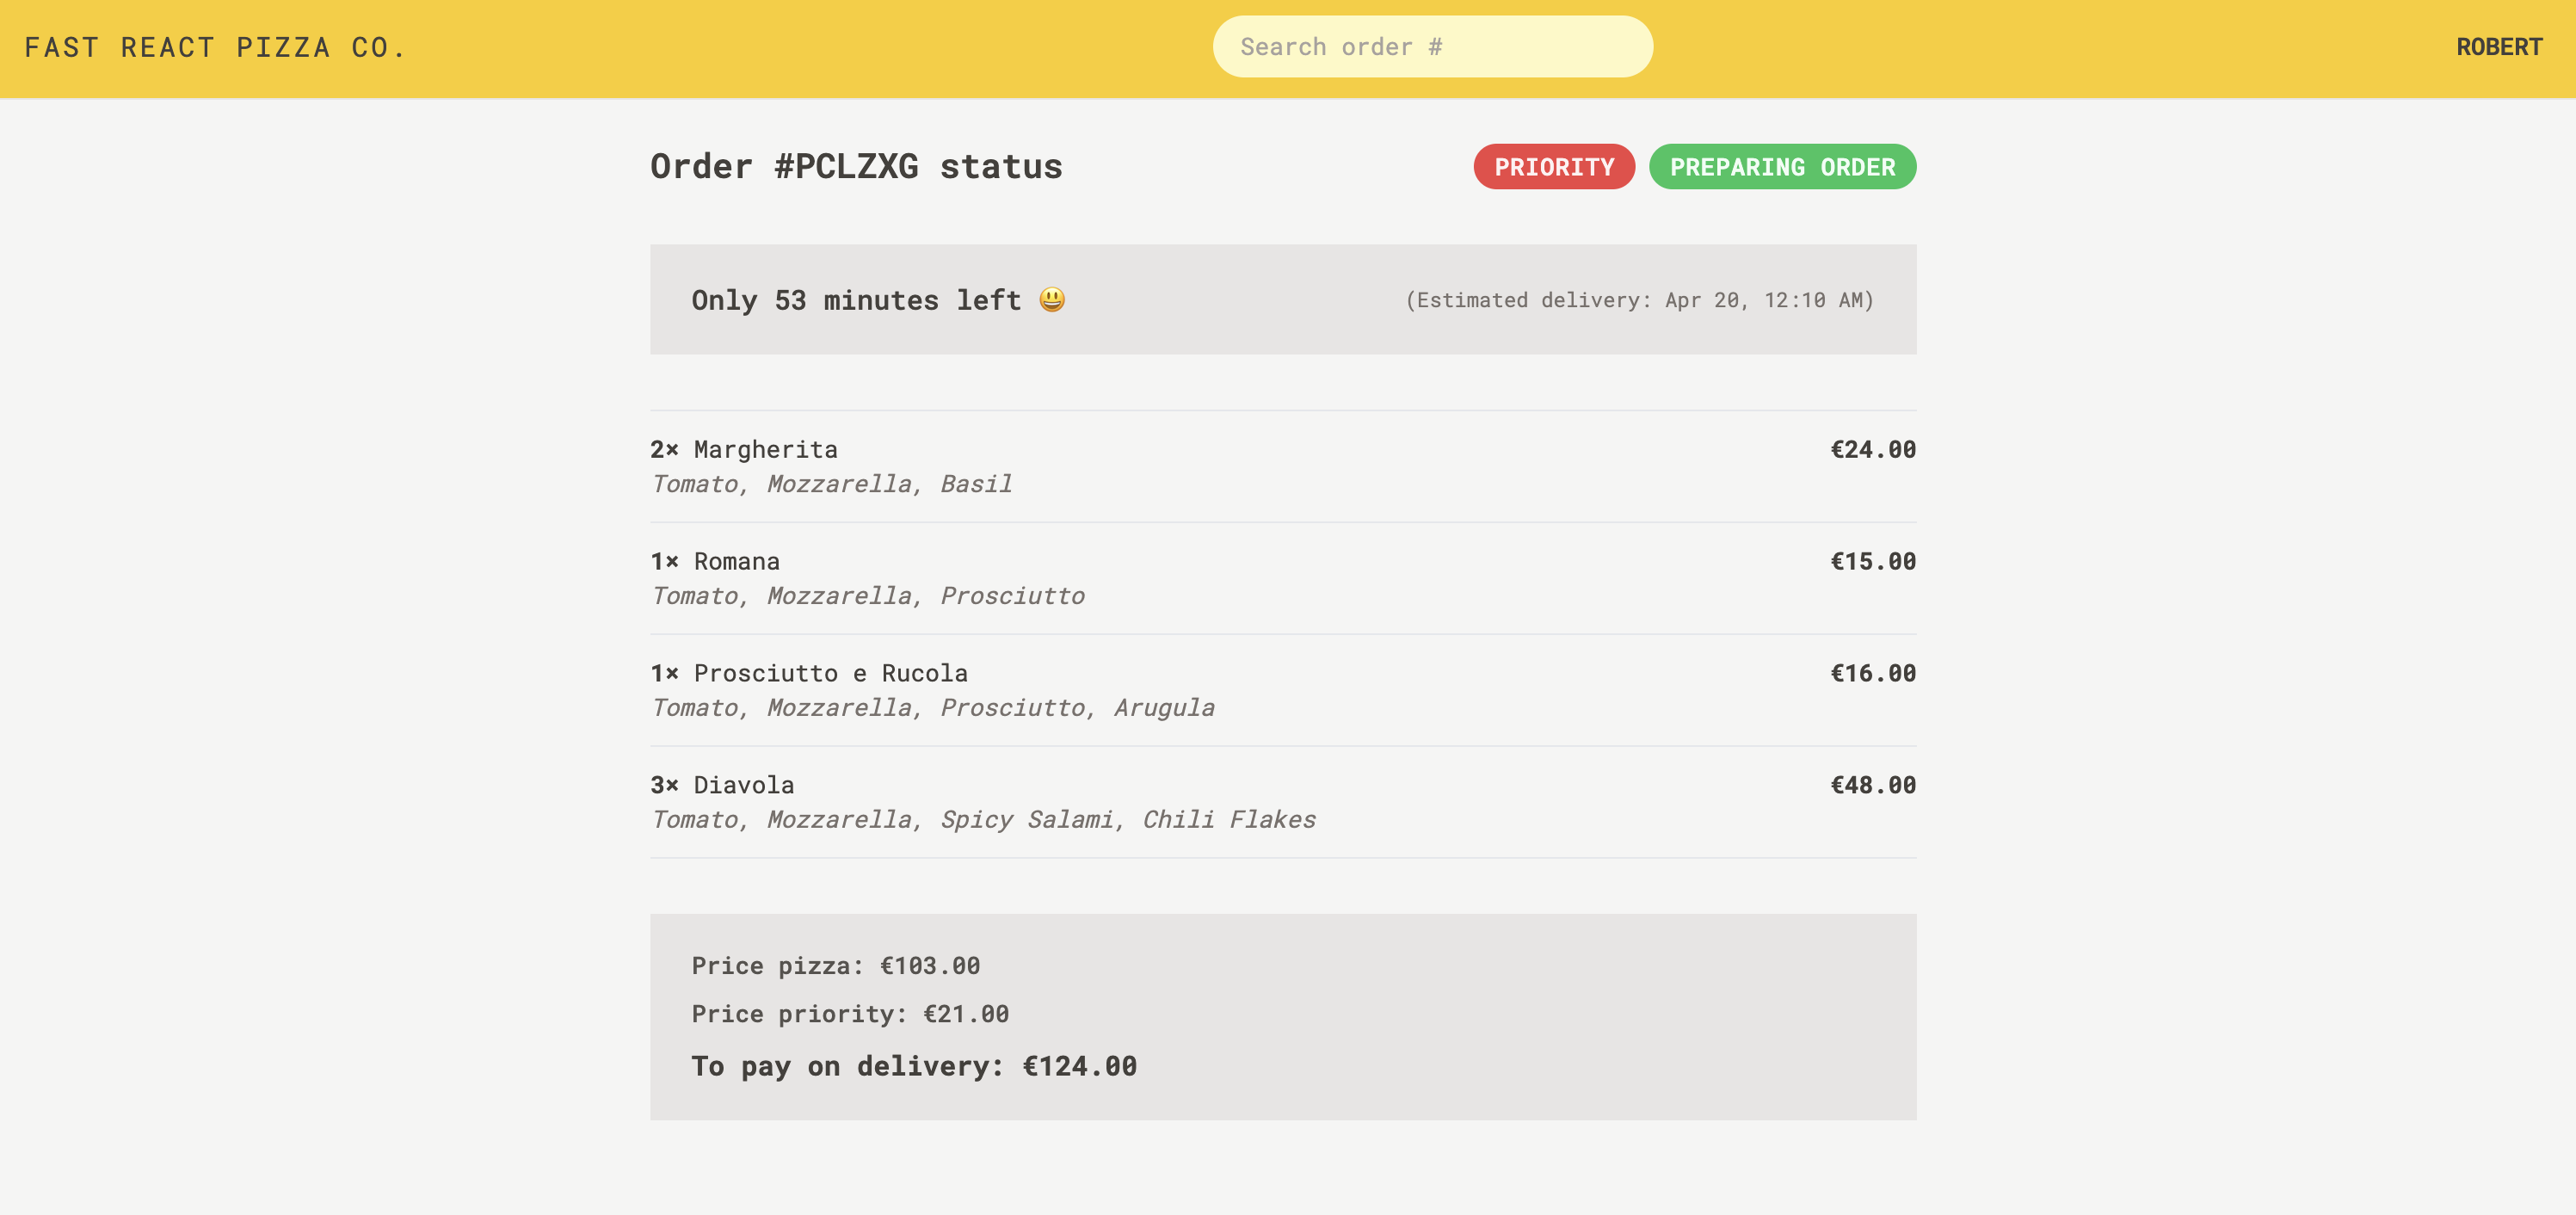 FAST REACT PIZZA CO.
Search order #
ROBERT
Order #PCLZXG status
PRIORITY
PREPARING ORDER
Only 53 minutes left 😃
(Estimated delivery: Apr 20, 12:10 AM)
2× Margherita
€24.00
Tomato, Mozzarella, Basil
1× Romana
€15.00
Tomato, Mozzarella, Prosciutto
1× Prosciutto e Rucola
€16.00
Tomato, Mozzarella, Prosciutto, Arugula
3× Diavola
€48.00
Tomato, Mozzarella, Spicy Salami, Chili Flakes
Price pizza: €103.00
Price priority: €21.00
To pay on delivery: €124.00